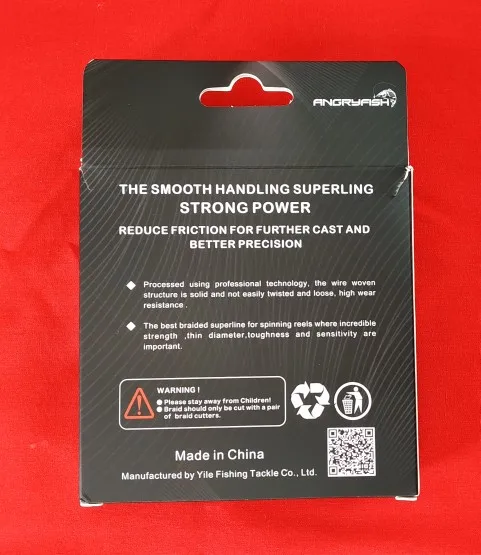 ANGRYFISH
THE SMOOTH HANDLING SUPERLING
STRONG POWER
REDUCE FRICTION FOR FURTHER CAST AND
BETTER PRECISION
Processed using professional technology, the wire woven
structure is solid and not easily twisted and loose, high wear
resistance .
The best braided superline for spinning reels where incredible
strength ,thin diameter,toughness and sensitivity are
important.
WARNING !
Please stay away from Children!
Braid should only be cut with a pair
of braid cutters.
Made in China
Manufactured by Yile Fishing Tackle Co., Ltd.